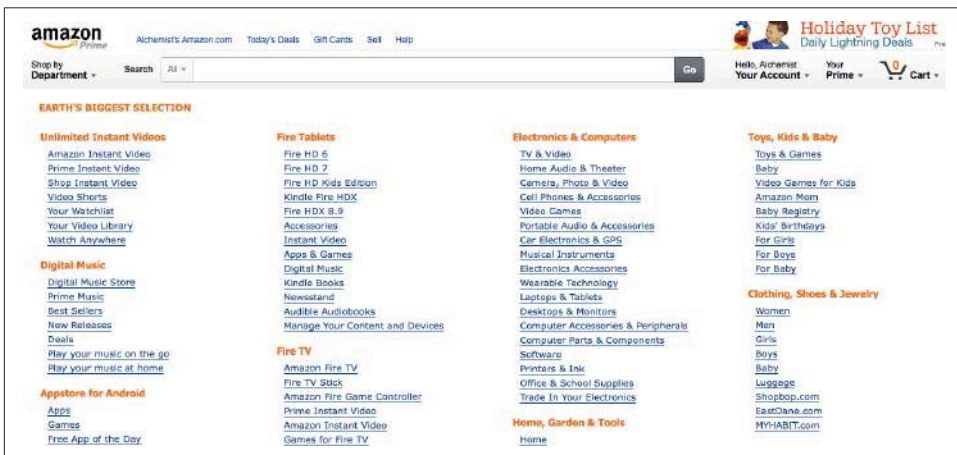 amazon
Prime
Alchemist's Amazon.com Today's Deals Gift Cards Sell Help
Holiday Toy List
Daily Lightning Deals
Shop by
Department
Search All
Go
Hello, Alchemist
Your Account
Your
Prime
0
Cart
EARTH'S BIGGEST SELECTION
Unlimited Instant Videos
Amazon Instant Video
Prime Instant Video
Shop Instant Video
Video Shorts
Your Watchlist
Your Video Library
Watch Anywhere
Digital Music
Digital Music Store
Prime Music
Best Sellers
New Releases
Deals
Play your music on the go
Play your music at home
Appstore for Android
Apps
Games
Free App of the Day
Fire Tablets
Fire HD 6
Fire HD 7
Fire HD Kids Edition
Kindle Fire HDX
Fire HDX 8.9
Accessories
Instant Video
Apps & Games
Digital Music
Kindle Books
Newsstand
Audible Audiobooks
Manage Your Content and Devices
Fire TV
Amazon Fire TV
Fire TV Stick
Amazon Fire Game Controller
Prime Instant Video
Amazon Instant Video
Games for Fire TV
Electronics & Computers
TV & Video
Home Audio & Theater
Camera, Photo & Video
Cell Phones & Accessories
Video Games
Portable Audio & Accessories
Car Electronics & GPS
Musical Instruments
Electronics Accessories
Wearable Technology
Laptops & Tablets
Desktops & Monitors
Computer Accessories & Peripherals
Computer Parts & Components
Software
Printers & Ink
Office & School Supplies
Trade In Your Electronics
Home, Garden & Tools
Home
Toys, Kids & Baby
Toys & Games
Baby
Video Games for Kids
Amazon Mom
Baby Registry
Kids' Birthdays
For Girls
For Boys
For Baby
Clothing, Shoes & Jewelry
Women
Men
Girls
Boys
Baby
Luggage
Shopbop.com
EastDane.com
MYHABIT.com